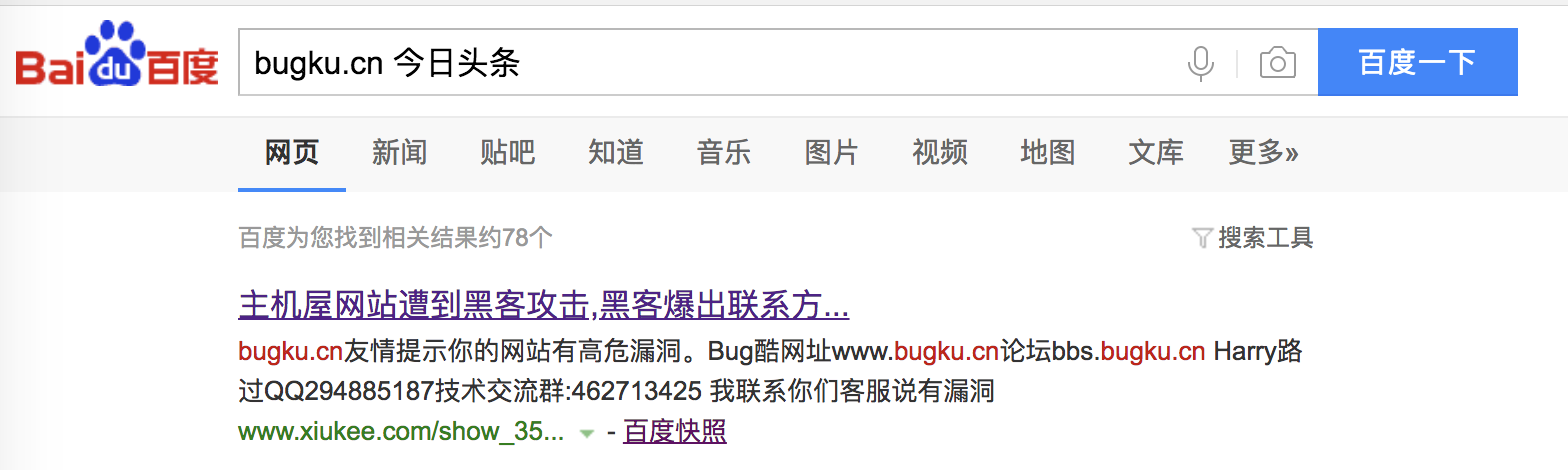 Bai du 百度 bugku.cn 今日头条 百度一下
网页 新闻 贴吧 知道 音乐 图片 视频 地图 文库 更多»
百度为您找到相关结果约78个 搜索工具
主机屋网站遭到黑客攻击,黑客爆出联系方...
bugku.cn友情提示你的网站有高危漏洞。Bug酷网址www.bugku.cn论坛bbs.bugku.cn Harry路
过QQ294885187技术交流群:462713425 我联系你们客服说有漏洞
www.xiukee.com/show_35... - 百度快照